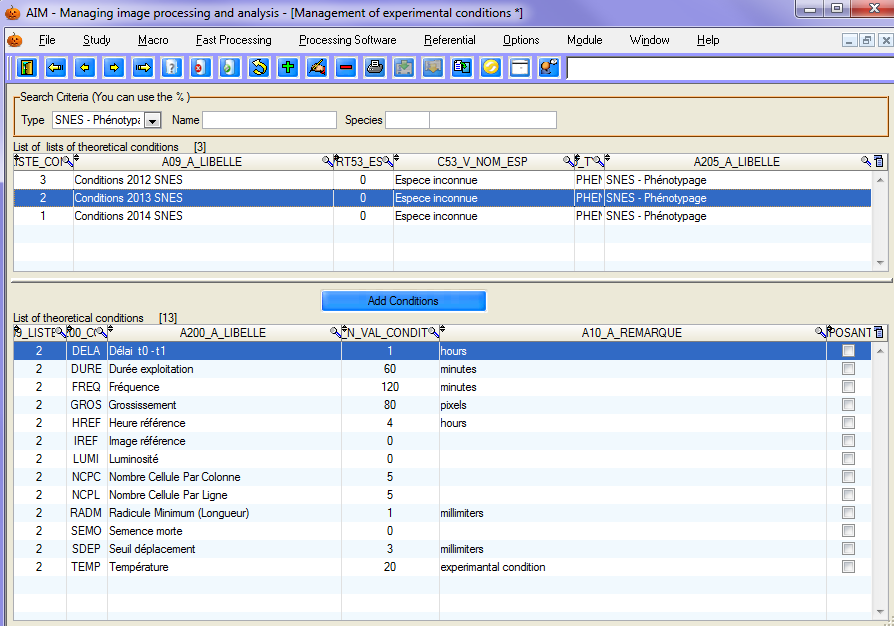 AIM - Managing image processing and analysis - [Management of experimental conditions *]
File Study Macro Fast Processing Processing Software Referential Options Module Window Help
Search Criteria (You can use the % )
Type SNES - Phénotypa Name Species
List of lists of theoretical conditions [3]
STE_CO A09_A_LIBELLE RT53_ES C53_V_NOM_ESP _T A205_A_LIBELLE
3 Conditions 2012 SNES 0 Espece inconnue PHEN SNES - Phénotypage
2 Conditions 2013 SNES 0 Espece inconnue PHEN SNES - Phénotypage
1 Conditions 2014 SNES 0 Espece inconnue PHEN SNES - Phénotypage
Add Conditions
List of theoretical conditions [13]
9_LISTE 00_C A200_A_LIBELLE N_VAL_CONDIT A10_A_REMARQUE POSANT
2 DELA Délai t0 - t1 1 hours
2 DURE Durée exploitation 60 minutes
2 FREQ Fréquence 120 minutes
2 GROS Grossissement 80 pixels
2 HREF Heure référence 4 hours
2 IREF Image référence 0
2 LUMI Luminosité 0
2 NCPC Nombre Cellule Par Colonne 5
2 NCPL Nombre Cellule Par Ligne 5
2 RADM Radicule Minimum (Longueur) 1 millimiters
2 SEMO Semence morte 0
2 SDEP Seuil déplacement 3 millimiters
2 TEMP Température 20 experimantal condition